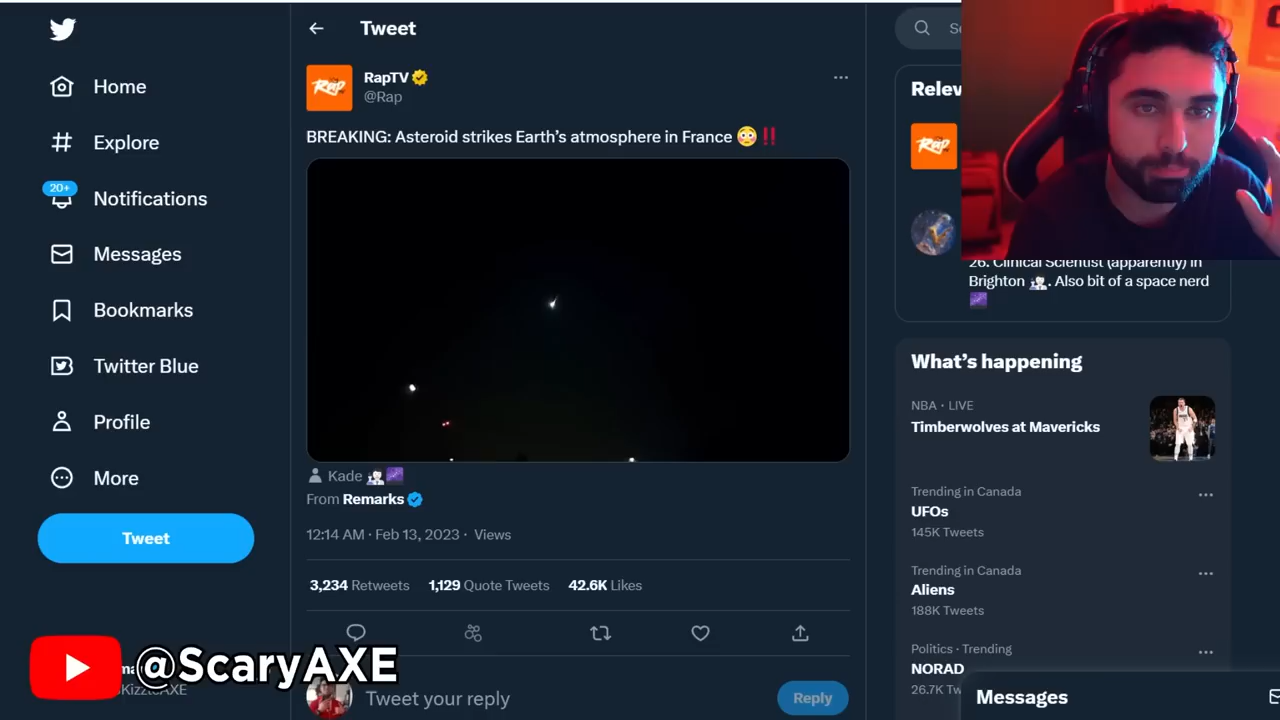 Tweet
Home
Explore
20+
Notifications
Messages
Bookmarks
Twitter Blue
Profile
More
Tweet
@ScaryAXE
KizzleAXE
Rap
RapTV
@Rap
BREAKING: Asteroid strikes Earth's atmosphere in France 😳‼️
Kade
From Remarks
12:14 AM · Feb 13, 2023 · Views
3,234 Retweets 1,129 Quote Tweets 42.6K Likes
Tweet your reply
Reply
Rap
26. Clinical Scientist (apparently) in
Brighton 👨🏻‍🔬. Also bit of a space nerd
🌌
What's happening
NBA · LIVE
Timberwolves at Mavericks
Trending in Canada
UFOs
145K Tweets
Trending in Canada
Aliens
188K Tweets
Politics · Trending
NORAD
26.7K
Messages